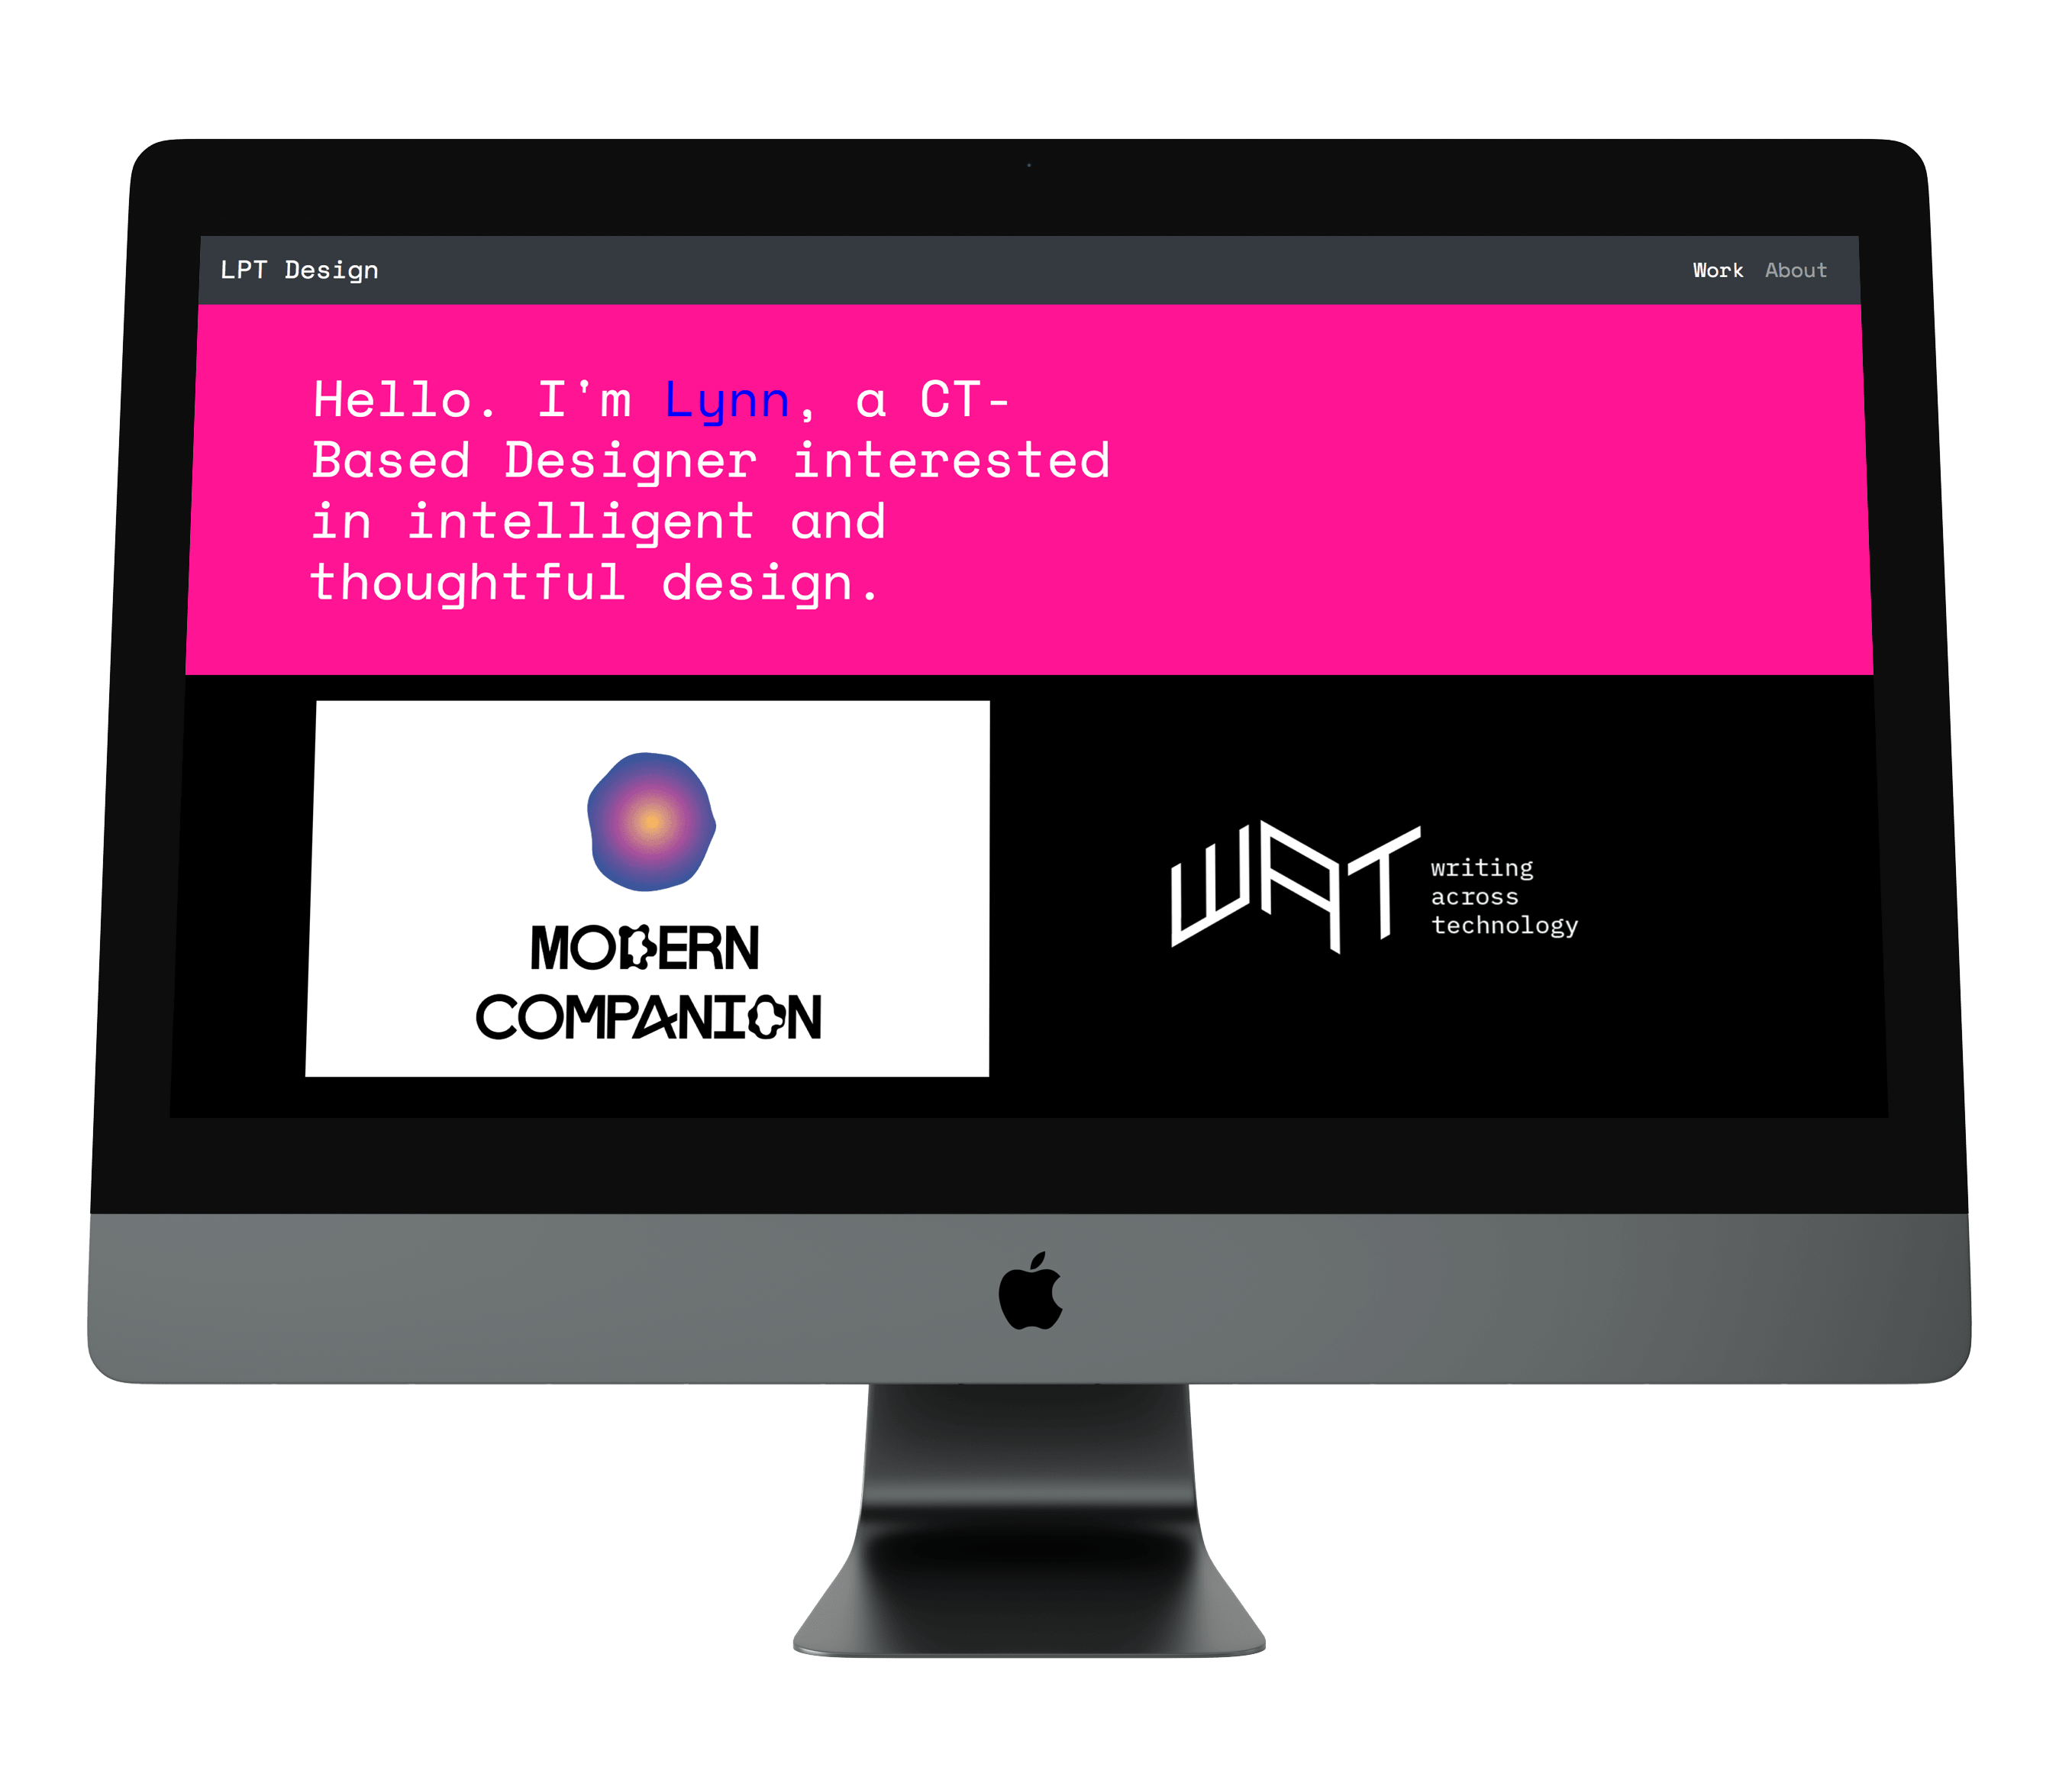 LPT Design
Work About
Hello. I'm Lynn, a CT-
Based Designer interested
in intelligent and
thoughtful design.
MODERN
COMPANION
WAT
writing
across
technology